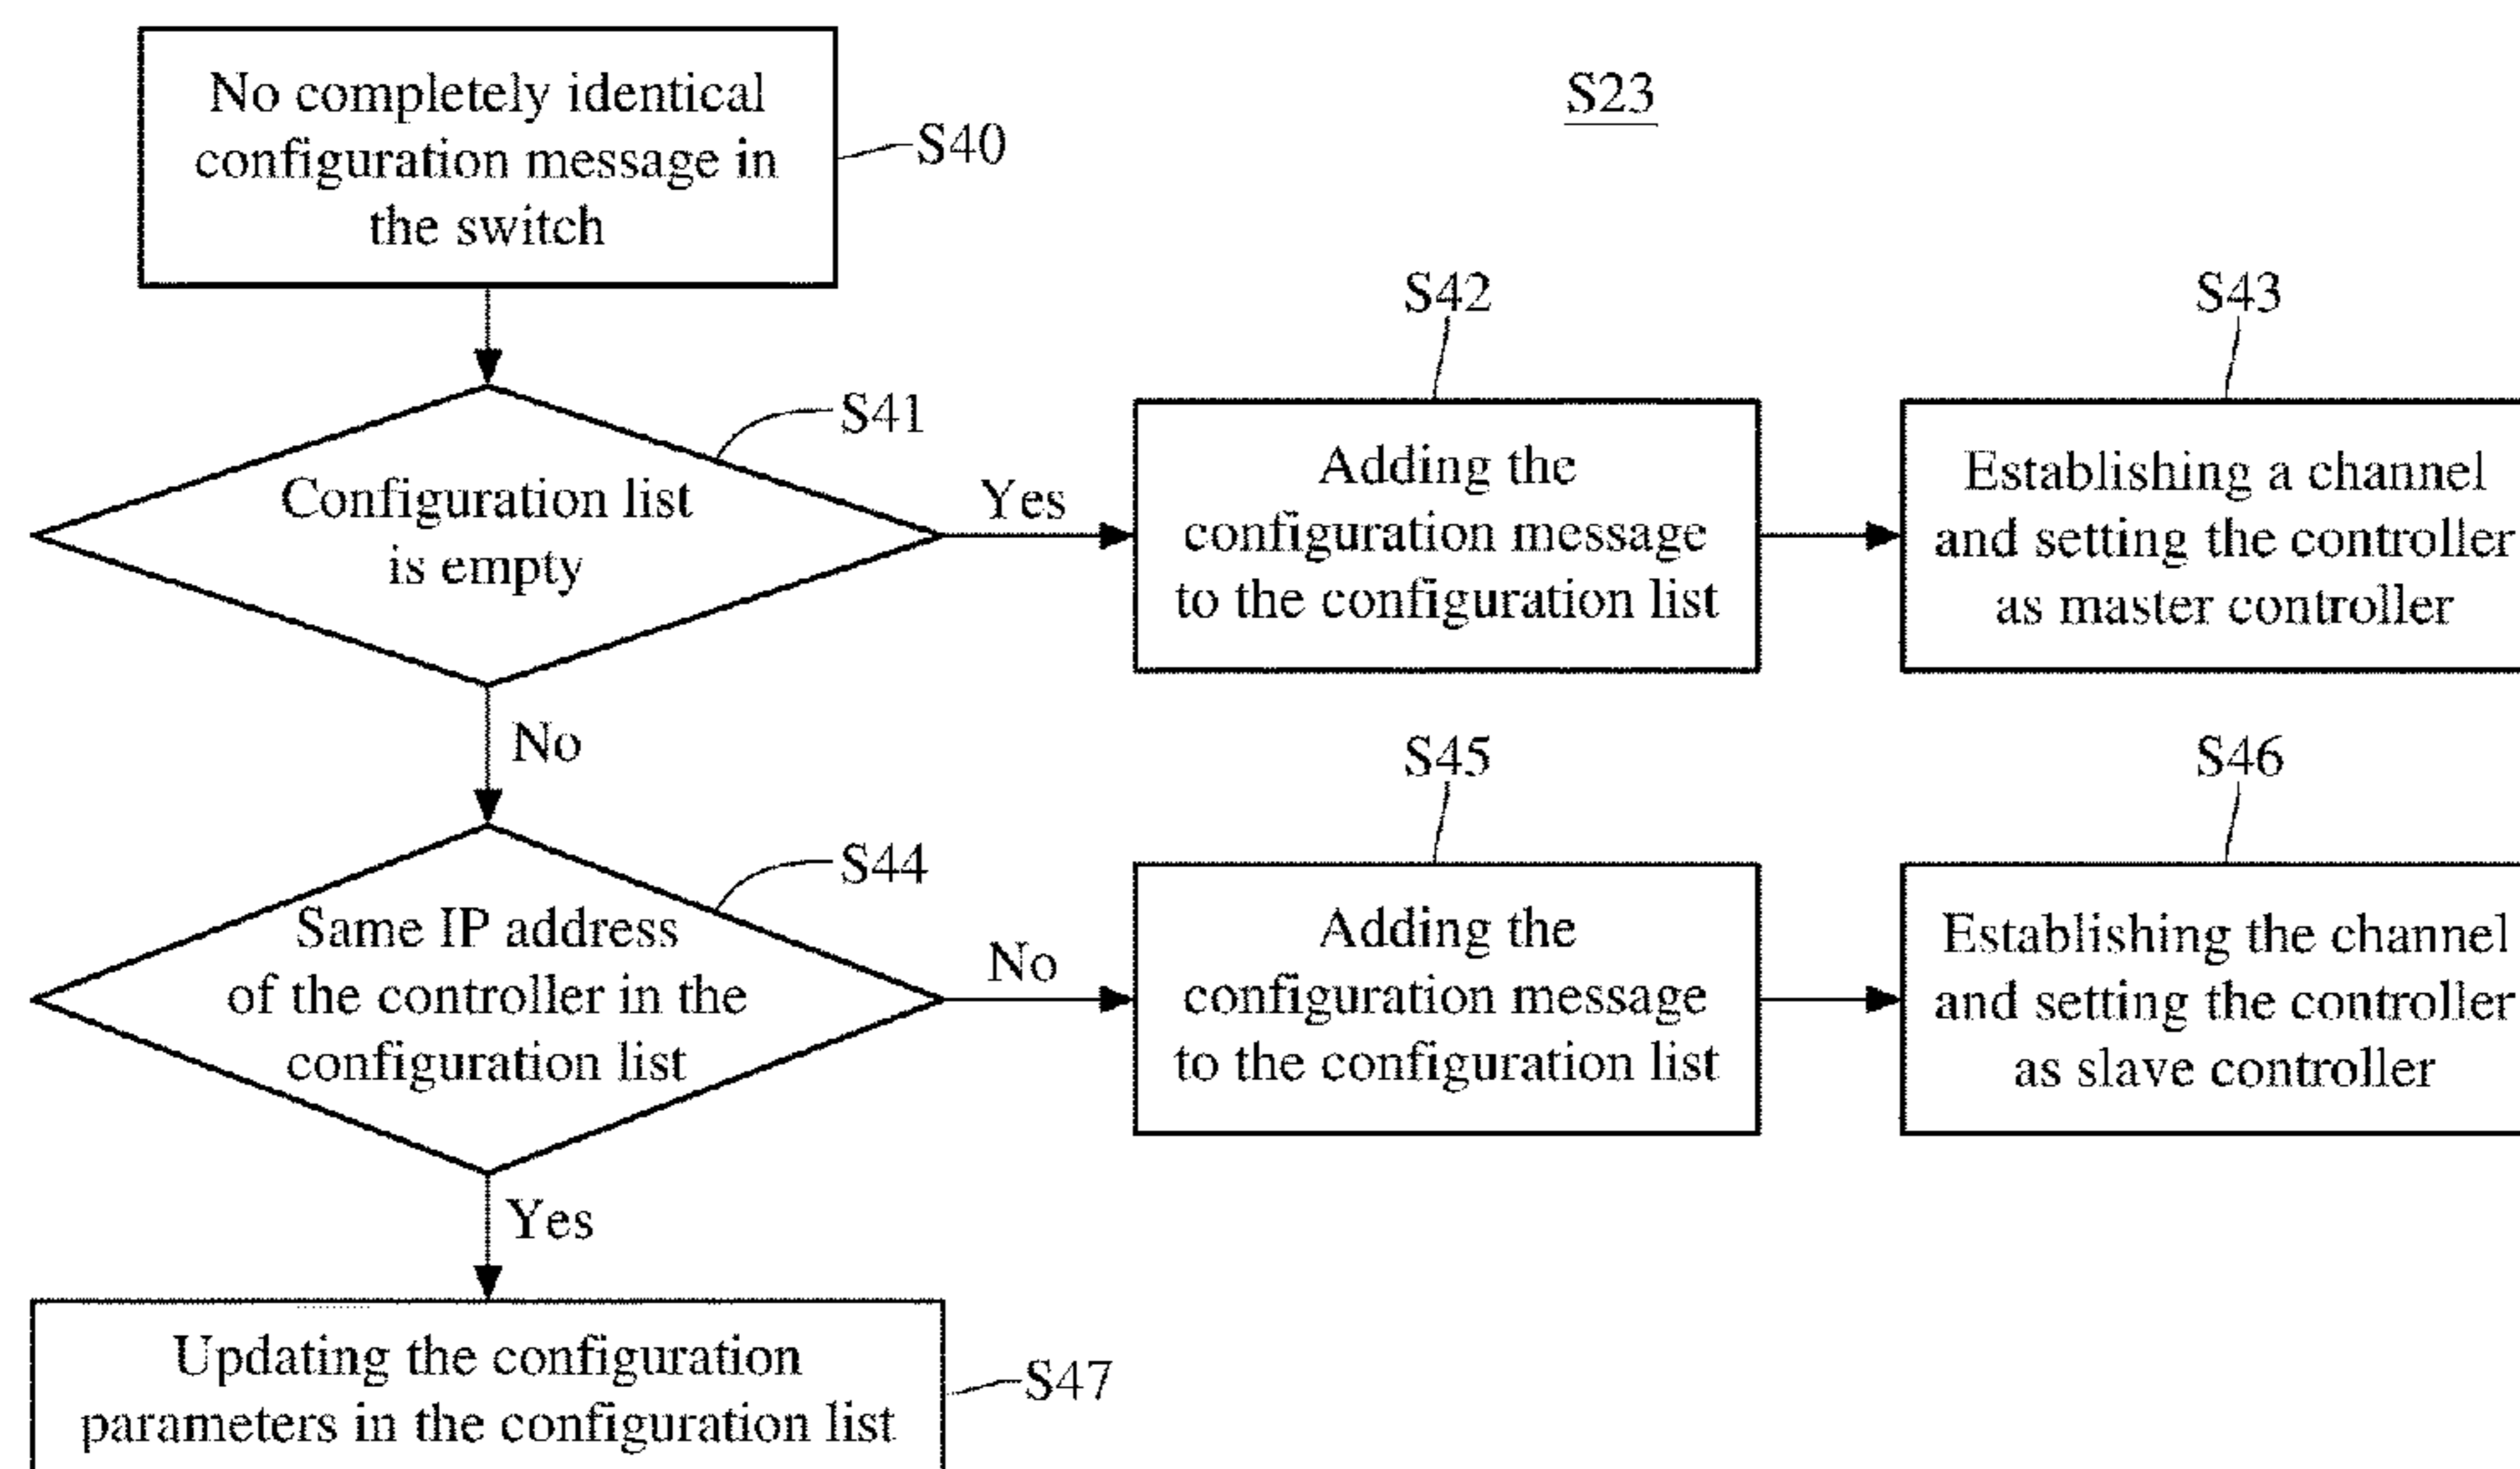 No completely identical
configuration message in
the switch
S40
S23
Configuration list
is empty
S41
Yes
S42
Adding the
configuration message
to the configuration list
S43
Establishing a channel
and setting the controller
as master controller
No
Same IP address
of the controller in the
configuration list
S44
No
S45
Adding the
configuration message
to the configuration list
S46
Establishing the channel
and setting the controller
as slave controller
Yes
Updating the configuration
parameters in the configuration list
S47